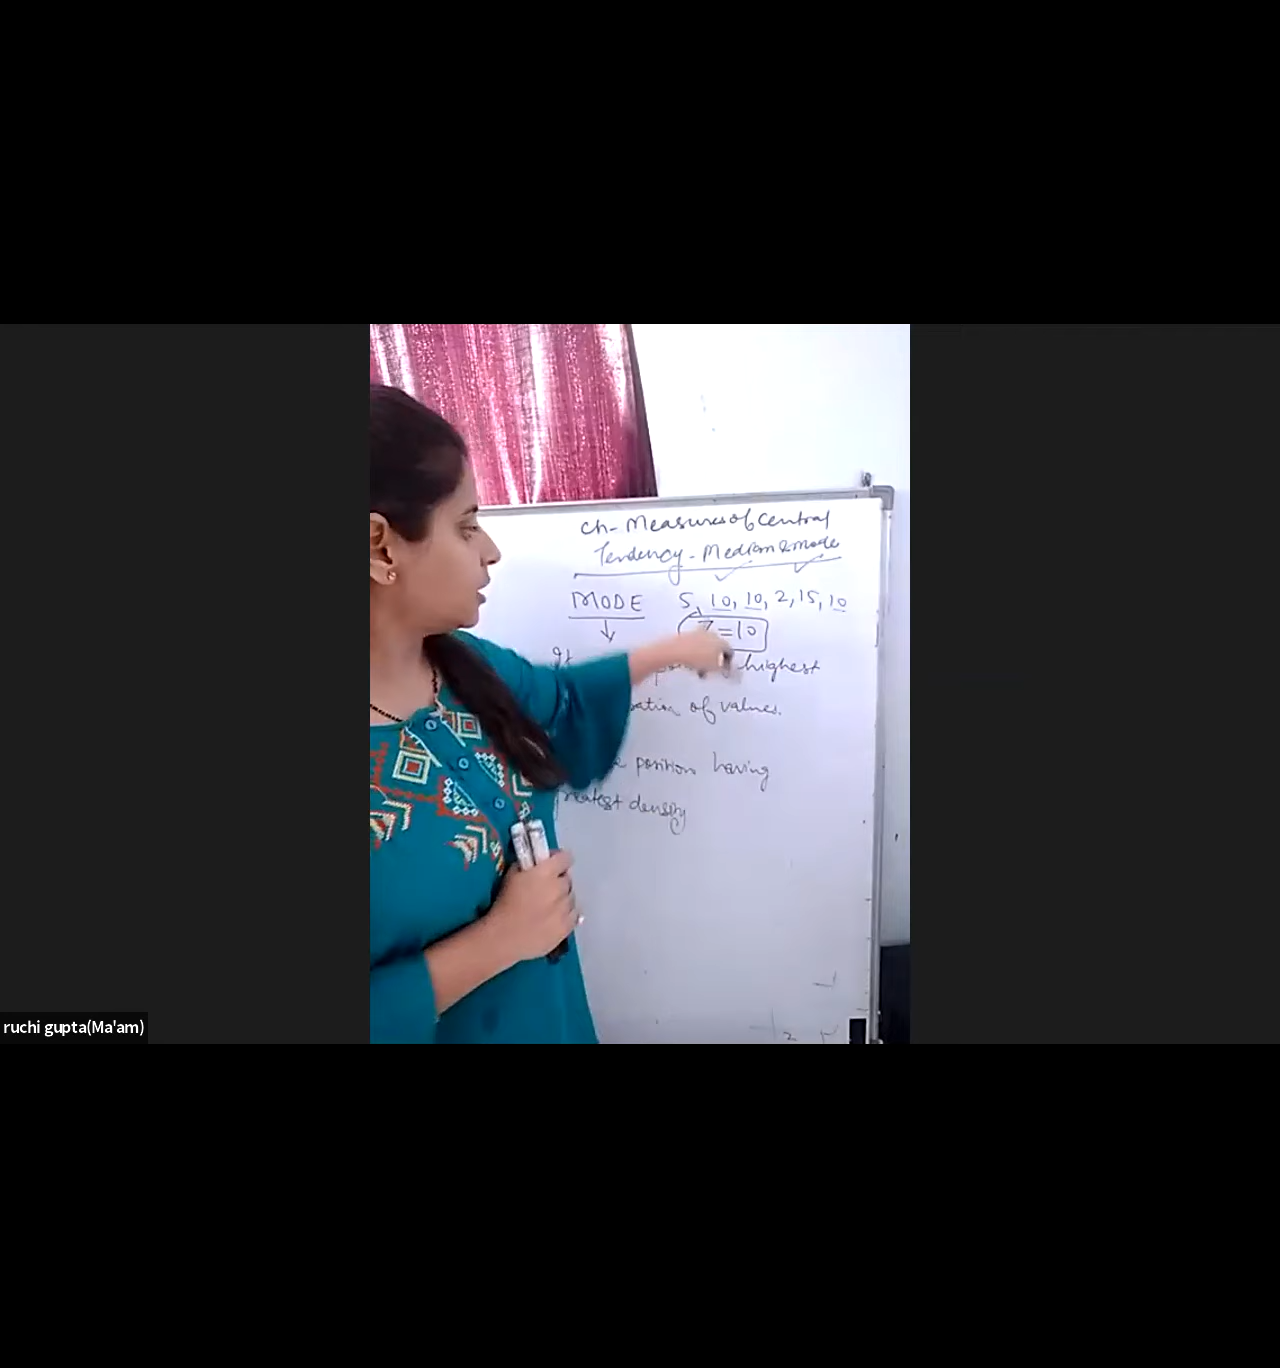 Ch- Measures of Central
Tendency - Median & Mode
MODE 5, 10, 10, 2, 15, 10
Z = 10
highest
of values.
position having
greatest density
ruchi gupta(Ma'am)